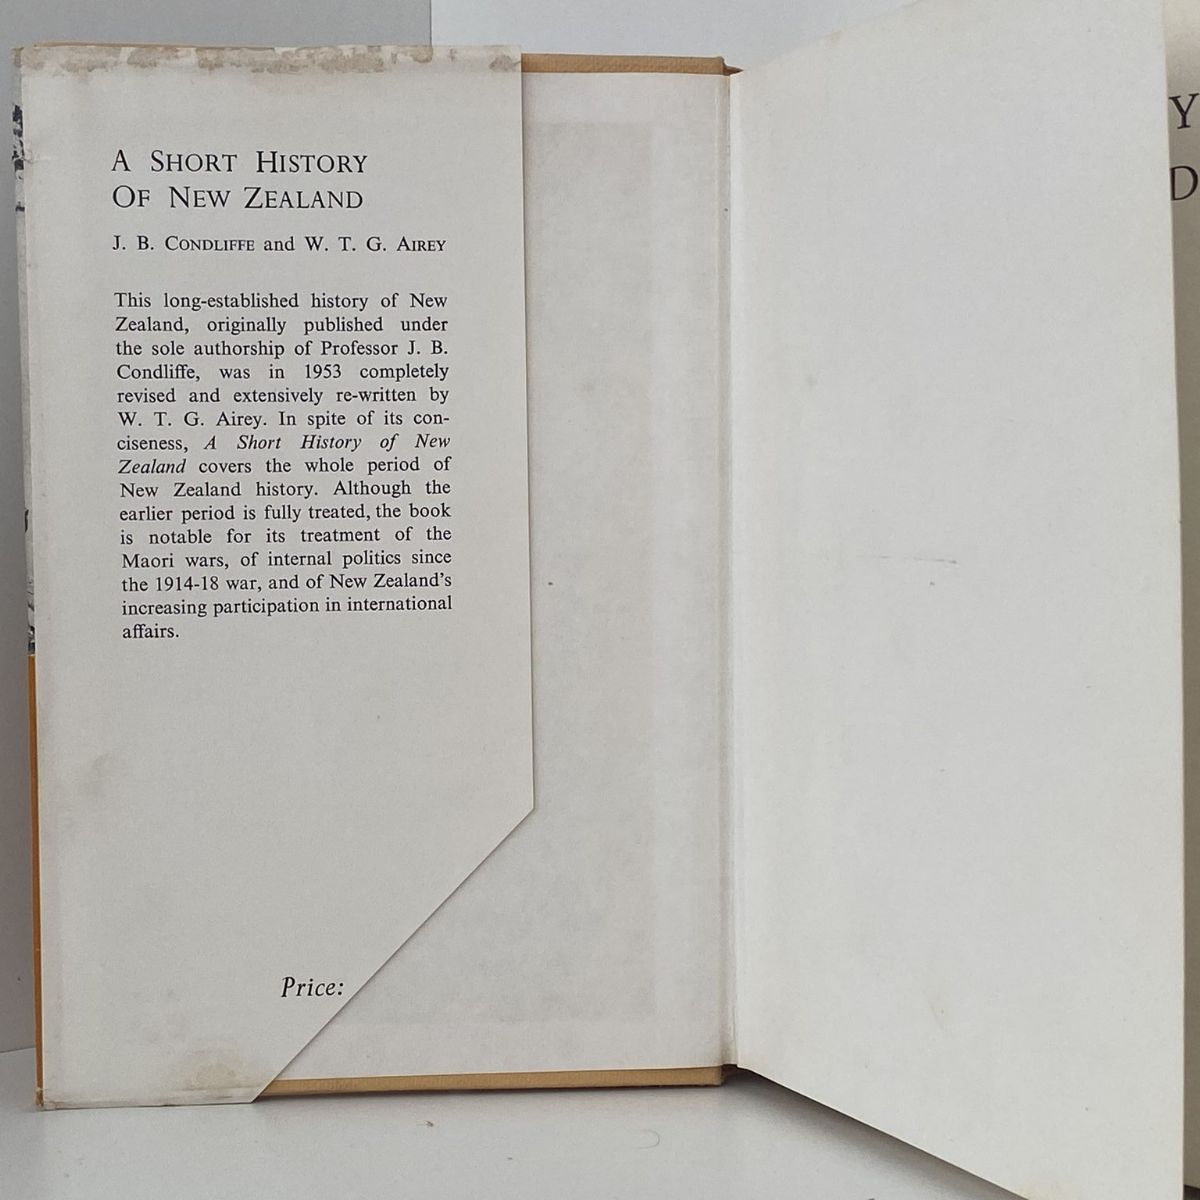 A SHORT HISTORY
OF NEW ZEALAND
J. B. CONDLIFFE and W. T. G. AIREY
This long-established history of New
Zealand, originally published under
the sole authorship of Professor J. B.
Condliffe, was in 1953 completely
revised and extensively re-written by
W. T. G. Airey. In spite of its con-
ciseness, A Short History of New
Zealand covers the whole period of
New Zealand history. Although the
earlier period is fully treated, the book
is notable for its treatment of the
Maori wars, of internal politics since
the 1914-18 war, and of New Zealand's
increasing participation in international
affairs.
Price:
Y
D